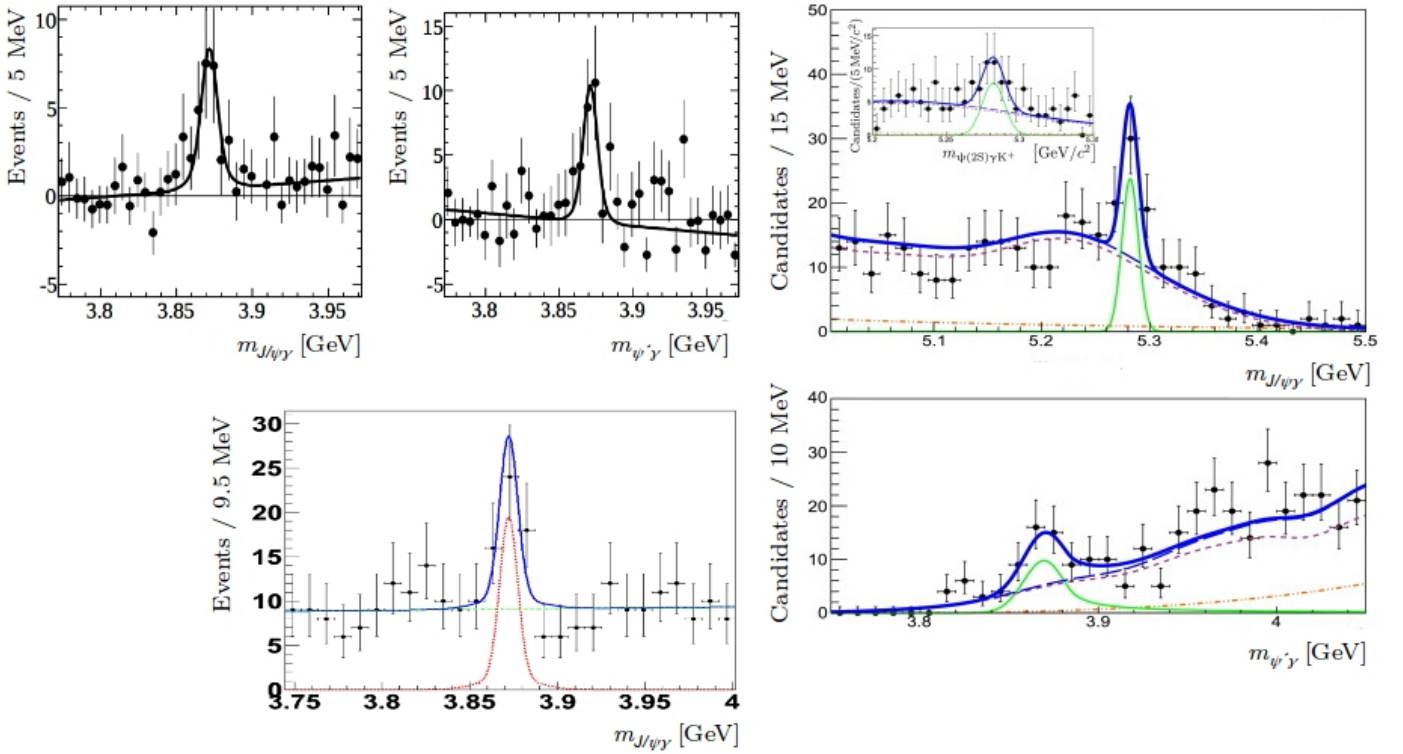 Events / 5 MeV
10
5
0
-5
3.8 3.85 3.9 3.95
m_{J/ψγ} [GeV]
Events / 5 MeV
15
10
5
0
-5
3.8 3.85 3.9 3.95
m_{ψ´γ} [GeV]
Candidates / 15 MeV
50
40
30
20
10
0
5.1 5.2 5.3 5.4 5.5
m_{J/ψγ} [GeV]
Candidates/(5 MeV/c²)
15
10
5
m_{ψ(2S)γK⁺} [GeV/c²]
Events / 9.5 MeV
30
25
20
15
10
5
0
3.75 3.8 3.85 3.9 3.95 4
m_{J/ψγ} [GeV]
Candidates / 10 MeV
40
30
20
10
0
3.8 3.9 4
m_{ψ´γ} [GeV]